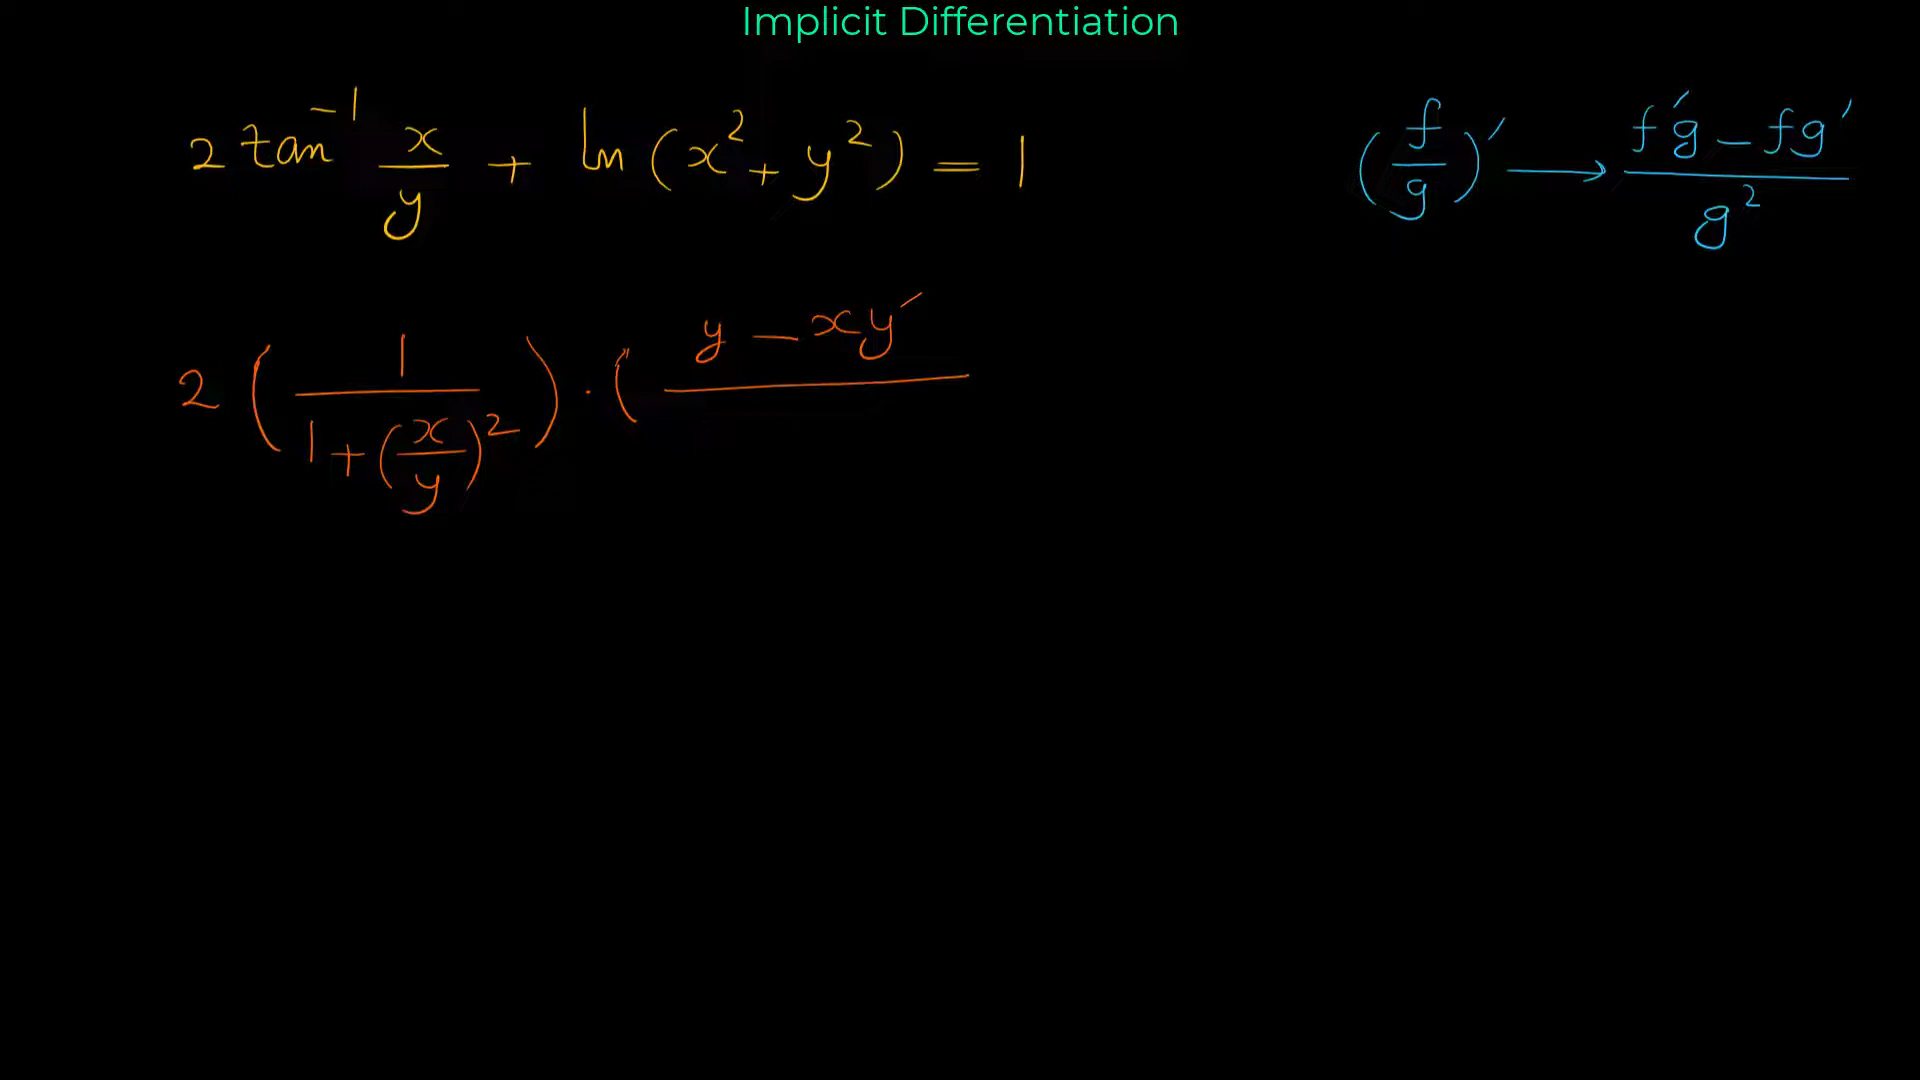 Implicit Differentiation
2 tan⁻¹ x/y + ln(x² + y²) = 1
(f/g)′ → (f′g − fg′)/g²
2 (1/(1 + (x/y)²)) · ( y − xy′